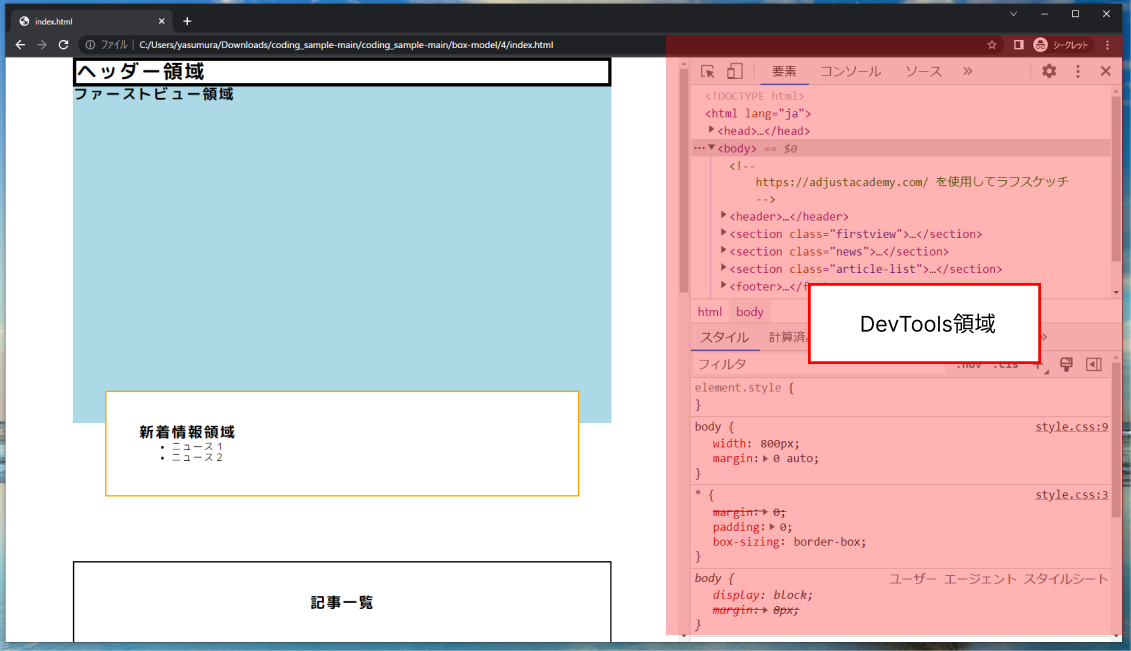 index.html
ファイル | C:/Users/yasumura/Downloads/coding_sample-main/coding_sample-main/box-model/4/index.html
シークレット
ヘッダー領域
ファーストビュー領域
新着情報領域
• ニュース1
• ニュース2
記事一覧
要素 コンソール ソース »
<!DOCTYPE html>
<html lang="ja">
<head>…</head>
<body> == $0
<!--
https://adjustacademy.com/ を使用してラフスケッチ
-->
<header>…</header>
<section class="firstview">…</section>
<section class="news">…</section>
<section class="article-list">…</section>
<footer>…</f
html body
DevTools領域
スタイル 計算済 »
フィルタ :hov .cls +
element.style {
}
body { style.css:9
width: 800px;
margin: 0 auto;
}
* { style.css:3
margin: 0;
padding: 0;
box-sizing: border-box;
}
body { ユーザー エージェント スタイルシート
display: block;
margin: 8px;
}